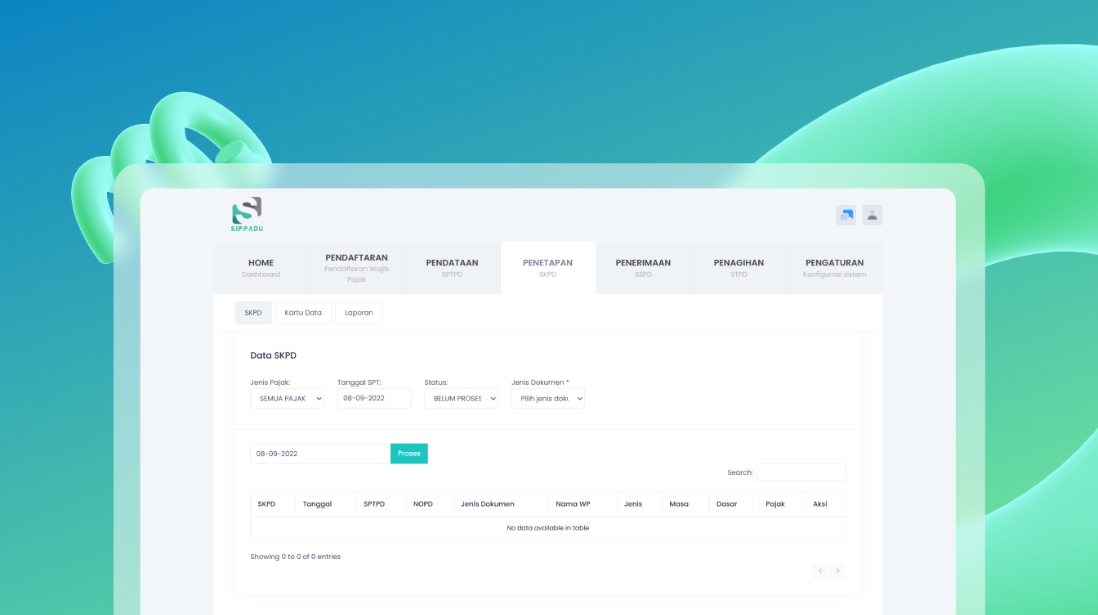 SIPPADU
HOME
Dashboard
PENDAFTARAN
Pendaftaran Wajib
Pajak
PENDATAAN
SPTPD
PENETAPAN
SKPD
PENERIMAAN
SSPD
PENAGIHAN
STPD
PENGATURAN
Konfigurasi sistem
SKPD Kartu Data Laporan
Data SKPD
Jenis Pajak: Tanggal SPT: Status: Jenis Dokumen *
SEMUA PAJAK 08-09-2022 BELUM PROSES Pilih jenis doku
08-09-2022 Proses
Search:
SKPD Tanggal SPTPD NOPD Jenis Dokumen Nama WP Jenis Masa Dasar Pajak Aksi
No data available in table
Showing 0 to 0 of 0 entries